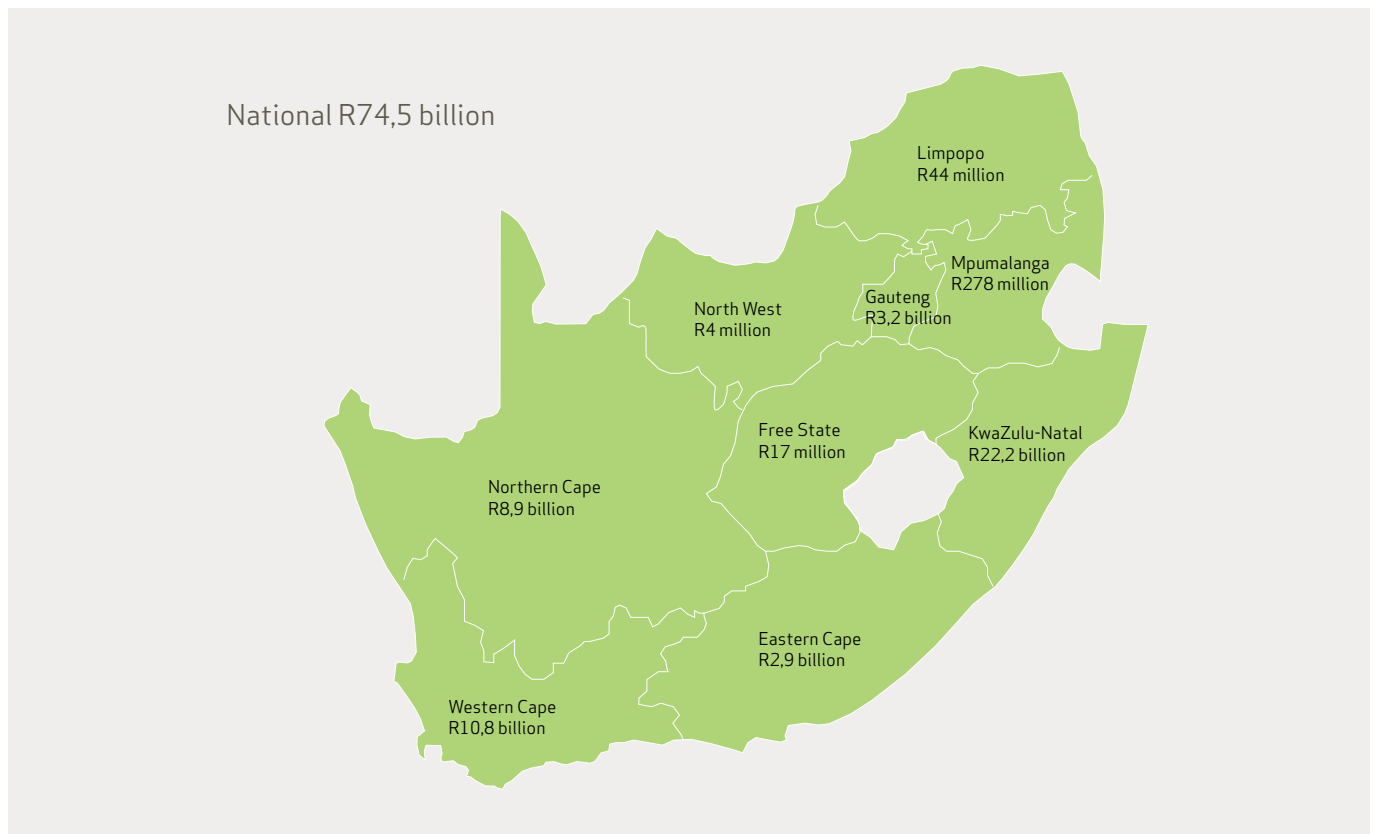 National R74,5 billion
Limpopo
R44 million
Mpumalanga
R278 million
Gauteng
R3,2 billion
North West
R4 million
Free State
R17 million
KwaZulu-Natal
R22,2 billion
Northern Cape
R8,9 billion
Eastern Cape
R2,9 billion
Western Cape
R10,8 billion